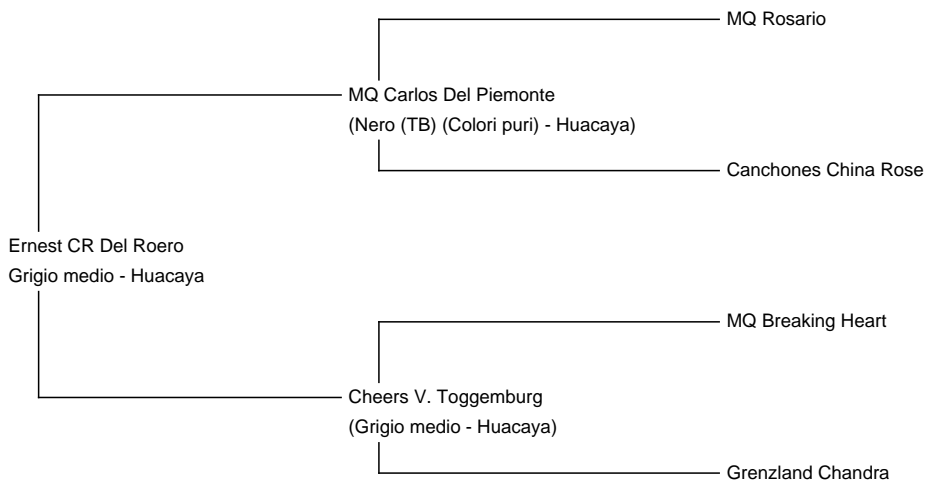 MQ Rosario
MQ Carlos Del Piemonte
(Nero (TB) (Colori puri) - Huacaya)
Canchones China Rose
Ernest CR Del Roero
Grigio medio - Huacaya
MQ Breaking Heart
Cheers V. Toggemburg
(Grigio medio - Huacaya)
Grenzland Chandra